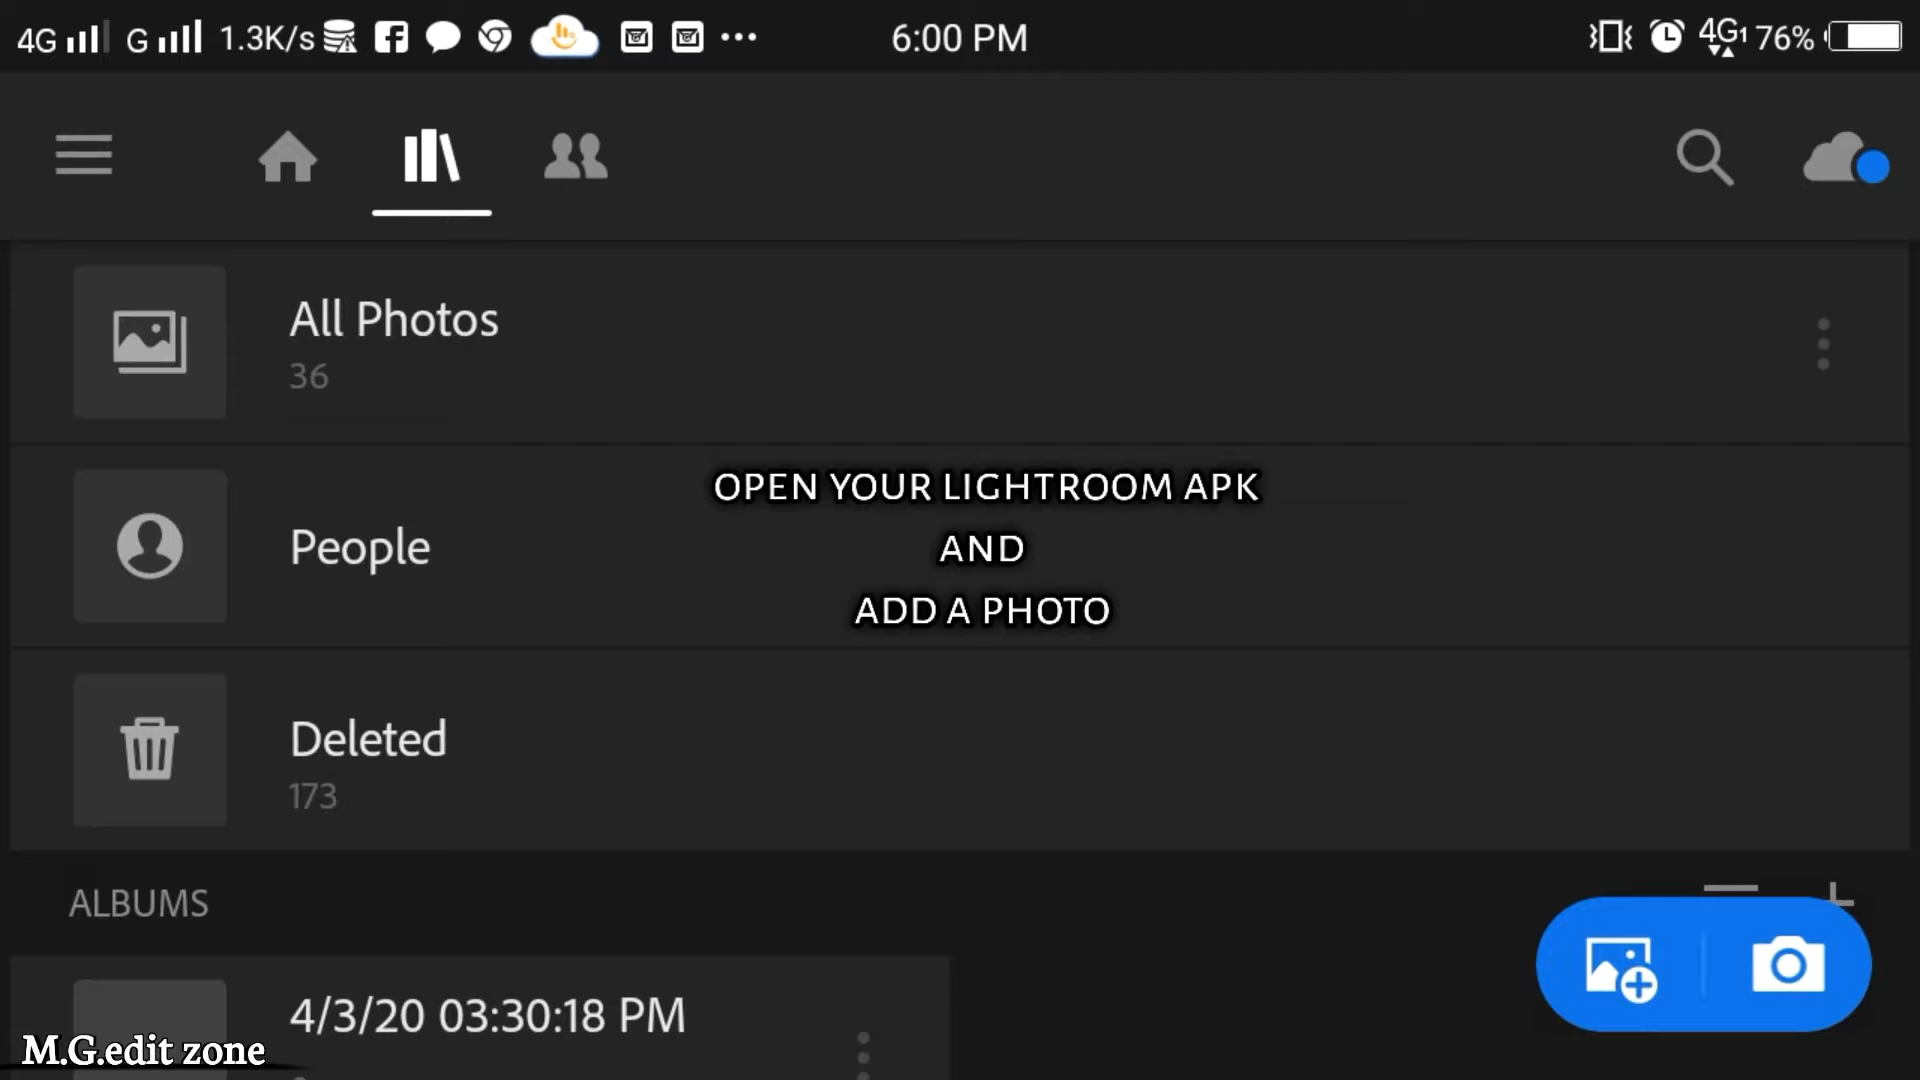 4G G 1.3K/s 6:00 PM 4G1 76%
All Photos
36
People
OPEN YOUR LIGHTROOM APK
AND
ADD A PHOTO
Deleted
173
ALBUMS
4/3/20 03:30:18 PM
M.G.edit zone